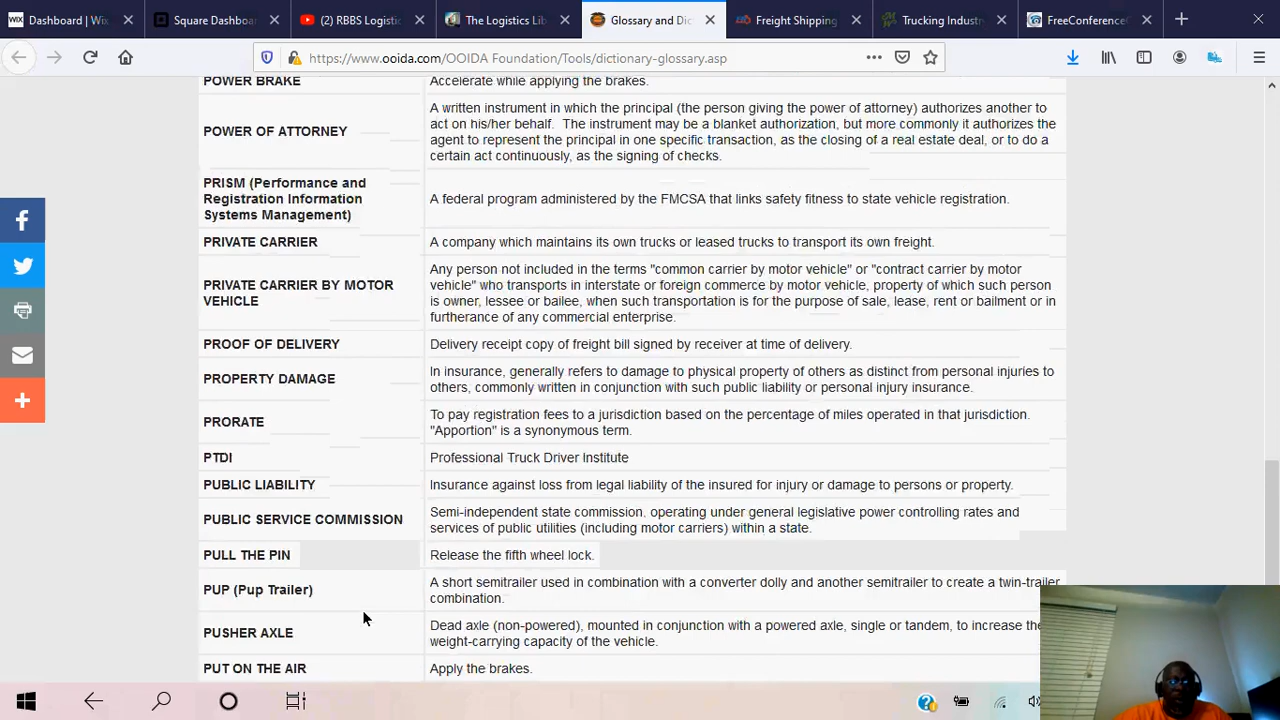 Dashboard | Wix
Square Dashboa
(2) RBBS Logistic
The Logistics Lib
Glossary and Dic
Freight Shipping
Trucking Industr
FreeConference
https://www.ooida.com/OOIDA Foundation/Tools/dictionary-glossary.asp
POWER BRAKE
Accelerate while applying the brakes.
POWER OF ATTORNEY
A written instrument in which the principal (the person giving the power of attorney) authorizes another to
act on his/her behalf. The instrument may be a blanket authorization, but more commonly it authorizes the
agent to represent the principal in one specific transaction, as the closing of a real estate deal, or to do a
certain act continuously, as the signing of checks.
PRISM (Performance and
Registration Information
Systems Management)
A federal program administered by the FMCSA that links safety fitness to state vehicle registration.
PRIVATE CARRIER
A company which maintains its own trucks or leased trucks to transport its own freight.
PRIVATE CARRIER BY MOTOR
VEHICLE
Any person not included in the terms "common carrier by motor vehicle" or "contract carrier by motor
vehicle" who transports in interstate or foreign commerce by motor vehicle, property of which such person
is owner, lessee or bailee, when such transportation is for the purpose of sale, lease, rent or bailment or in
furtherance of any commercial enterprise.
PROOF OF DELIVERY
Delivery receipt copy of freight bill signed by receiver at time of delivery.
PROPERTY DAMAGE
In insurance, generally refers to damage to physical property of others as distinct from personal injuries to
others, commonly written in conjunction with such public liability or personal injury insurance.
PRORATE
To pay registration fees to a jurisdiction based on the percentage of miles operated in that jurisdiction.
"Apportion" is a synonymous term.
PTDI
Professional Truck Driver Institute
PUBLIC LIABILITY
Insurance against loss from legal liability of the insured for injury or damage to persons or property.
PUBLIC SERVICE COMMISSION
Semi-independent state commission, operating under general legislative power controlling rates and
services of public utilities (including motor carriers) within a state.
PULL THE PIN
Release the fifth wheel lock.
PUP (Pup Trailer)
A short semitrailer used in combination with a converter dolly and another semitrailer to create a twin-trailer
combination.
PUSHER AXLE
Dead axle (non-powered), mounted in conjunction with a powered axle, single or tandem, to increase the
weight-carrying capacity of the vehicle.
PUT ON THE AIR
Apply the brakes.